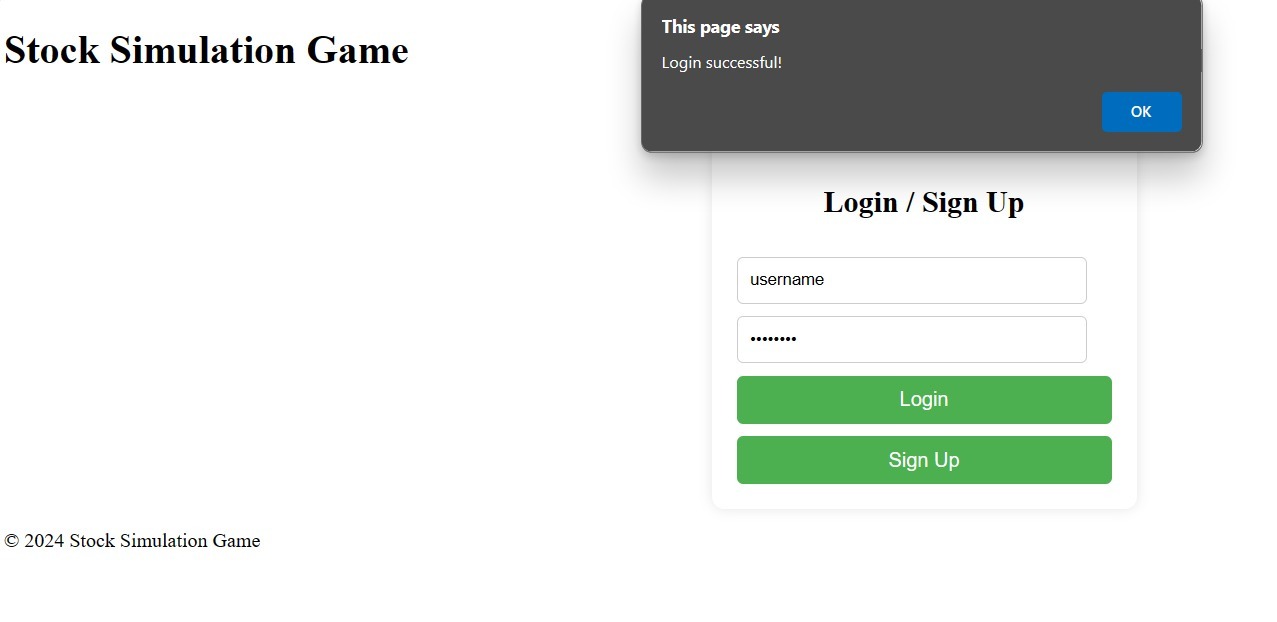 Stock Simulation Game
This page says
Login successful!
OK
Login / Sign Up
username
••••••••
Login
Sign Up
© 2024 Stock Simulation Game